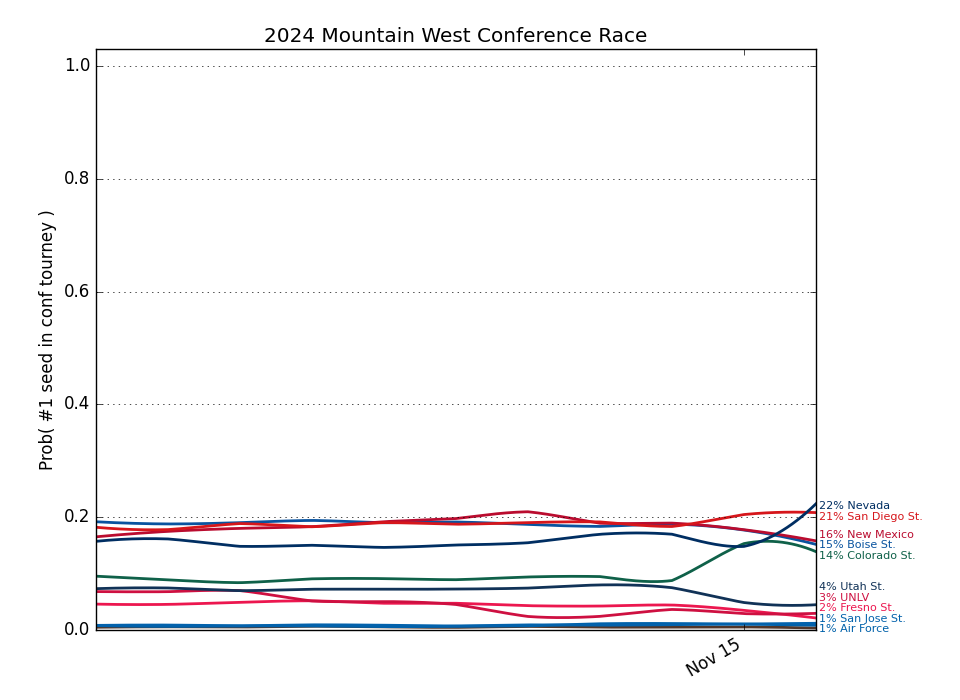 2024 Mountain West Conference Race
Prob( #1 seed in conf tourney )
1.0
0.8
0.6
0.4
0.2
0.0
22% Nevada
21% San Diego St.
16% New Mexico
15% Boise St.
14% Colorado St.
4% Utah St.
3% UNLV
2% Fresno St.
1% San Jose St.
1% Air Force
Nov 15